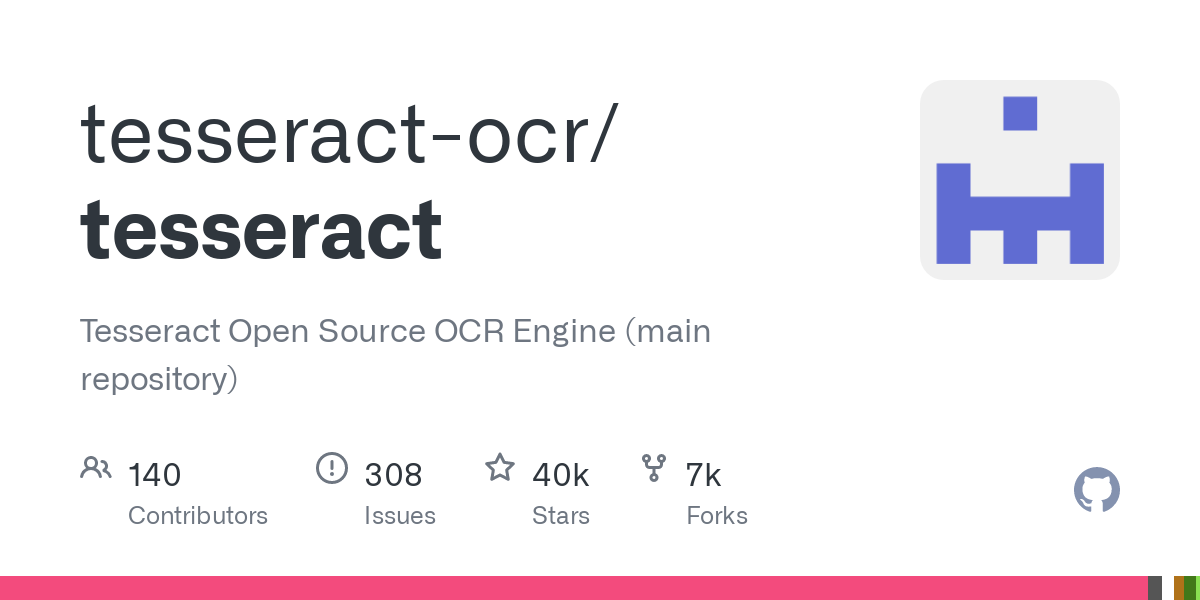 tesseract-ocr/
tesseract
Tesseract Open Source OCR Engine (main
repository)
140 308 40k 7k
Contributors Issues Stars Forks